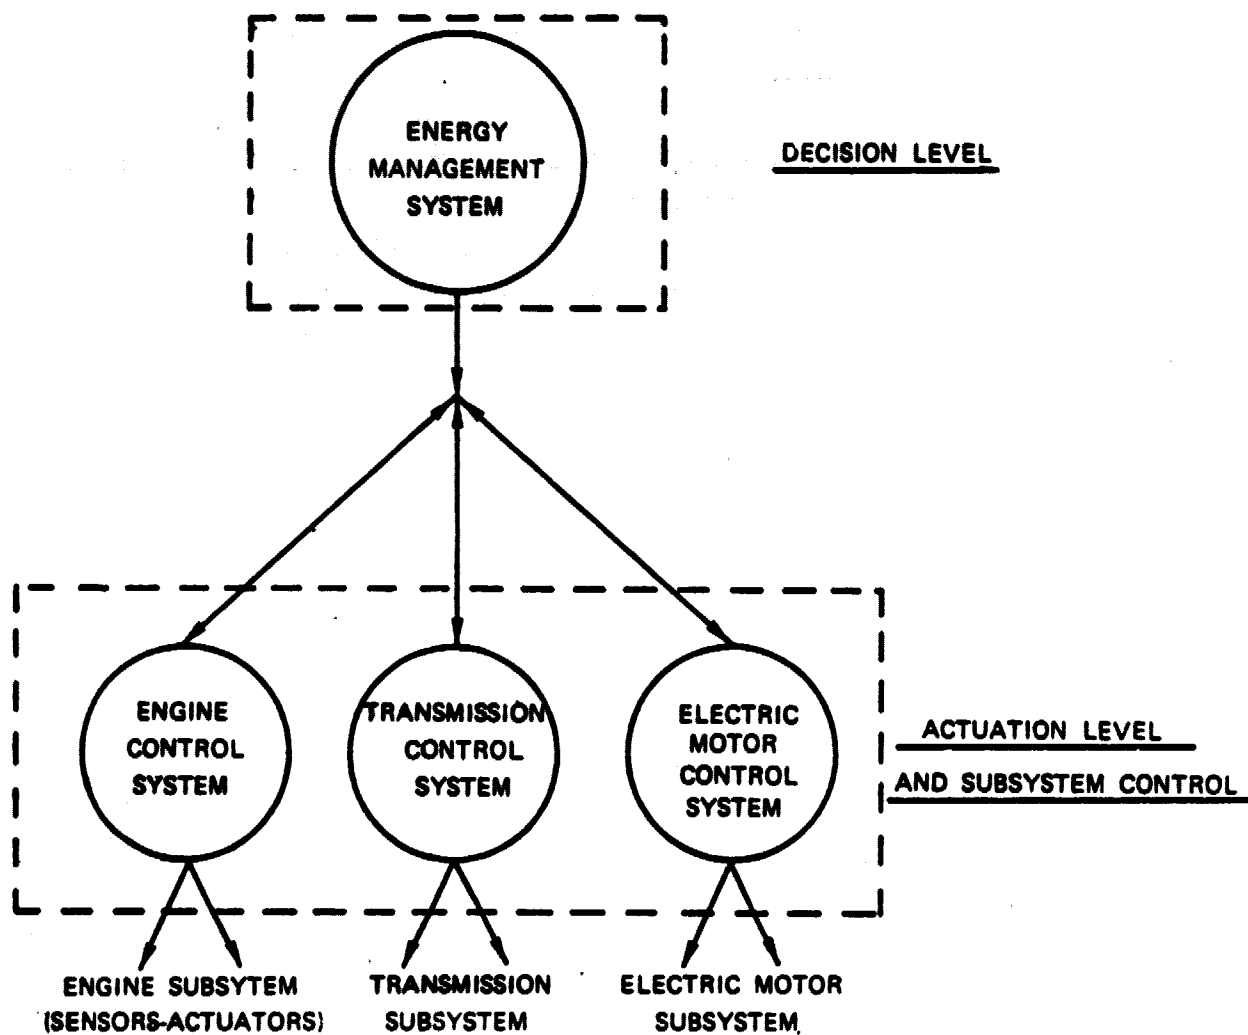 ENERGY
MANAGEMENT
SYSTEM
DECISION LEVEL
ENGINE
CONTROL
SYSTEM
TRANSMISSION
CONTROL
SYSTEM
ELECTRIC
MOTOR
CONTROL
SYSTEM
ACTUATION LEVEL
AND SUBSYSTEM CONTROL
ENGINE SUBSYTEM
(SENSORS-ACTUATORS)
TRANSMISSION
SUBSYSTEM
ELECTRIC MOTOR
SUBSYSTEM